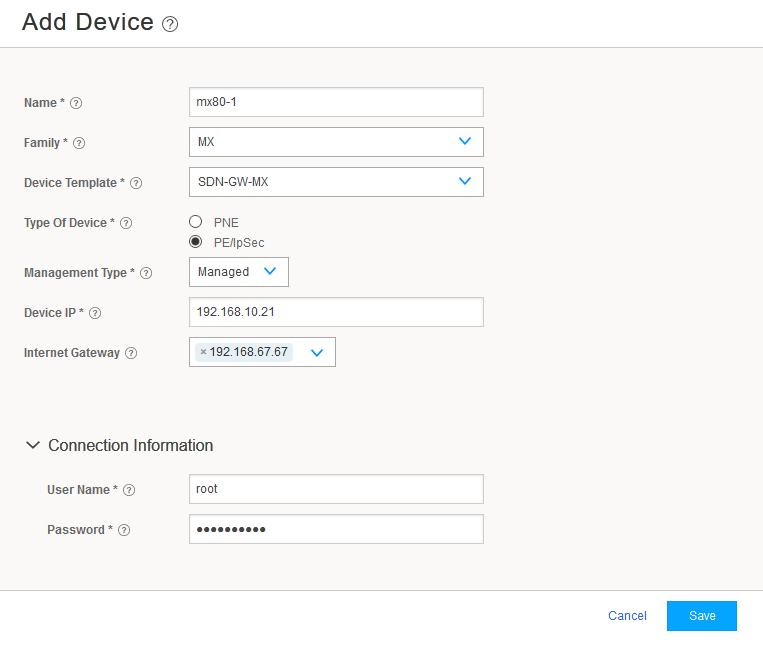 Add Device ?
Name * ? mx80-1
Family * ? MX
Device Template * ? SDN-GW-MX
Type Of Device * ? PNE
PE/IpSec
Management Type * ? Managed
Device IP * ? 192.168.10.21
Internet Gateway ? × 192.168.67.67
Connection Information
User Name * ? root
Password * ? ●●●●●●●●●●
Cancel Save